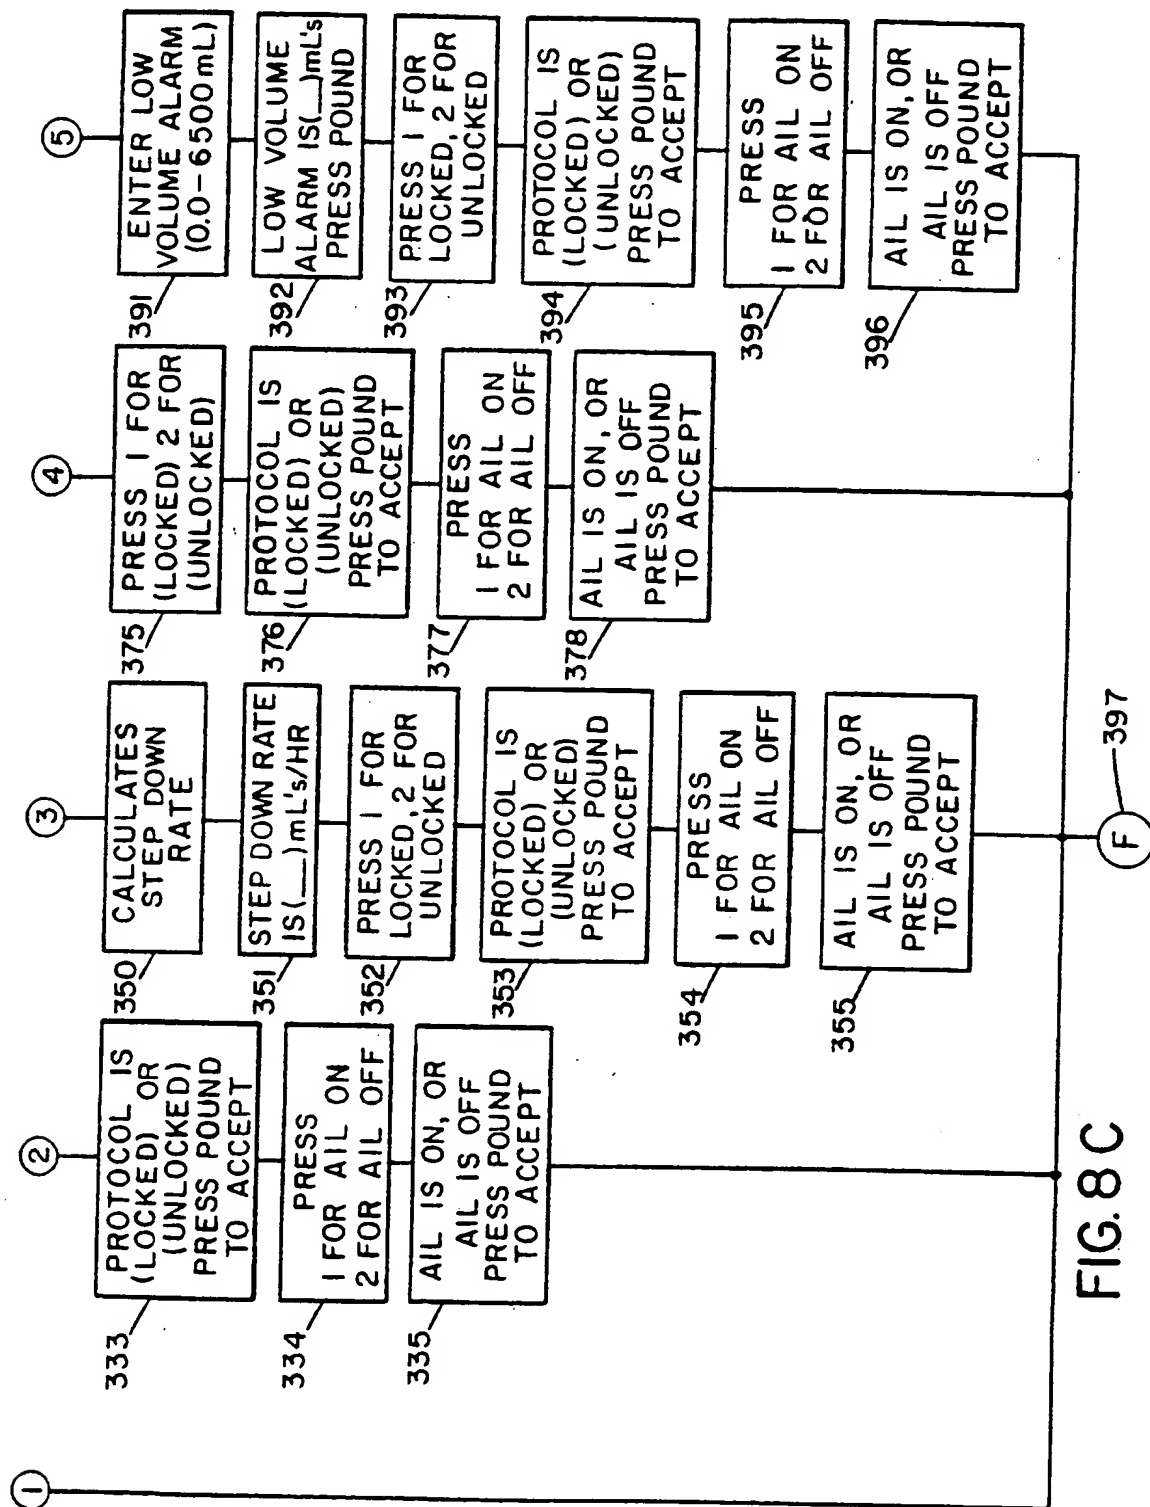 1
2
333
PROTOCOL IS
(LOCKED) OR
(UNLOCKED)
PRESS POUND
TO ACCEPT
334
PRESS
1 FOR AIL ON
2 FOR AIL OFF
335
AIL IS ON, OR
AIL IS OFF
PRESS POUND
TO ACCEPT
3
350
CALCULATES
STEP DOWN
RATE
351
STEP DOWN RATE
IS(__)mL's/HR
352
PRESS 1 FOR
LOCKED, 2 FOR
UNLOCKED
353
PROTOCOL IS
(LOCKED) OR
(UNLOCKED)
PRESS POUND
TO ACCEPT
354
PRESS
1 FOR AIL ON
2 FOR AIL OFF
355
AIL IS ON, OR
AIL IS OFF
PRESS POUND
TO ACCEPT
4
375
PRESS 1 FOR
(LOCKED) 2 FOR
(UNLOCKED)
376
PROTOCOL IS
(LOCKED) OR
(UNLOCKED)
PRESS POUND
TO ACCEPT
377
PRESS
1 FOR AIL ON
2 FOR AIL OFF
378
AIL IS ON, OR
AIL IS OFF
PRESS POUND
TO ACCEPT
5
391
ENTER LOW
VOLUME ALARM
(0.0-6500mL)
392
LOW VOLUME
ALARM IS(__)mL's
PRESS POUND
393
PRESS 1 FOR
LOCKED, 2 FOR
UNLOCKED
394
PROTOCOL IS
(LOCKED) OR
(UNLOCKED)
PRESS POUND
TO ACCEPT
395
PRESS
1 FOR AIL ON
2 FOR AIL OFF
396
AIL IS ON, OR
AIL IS OFF
PRESS POUND
TO ACCEPT
F
397
FIG. 8C